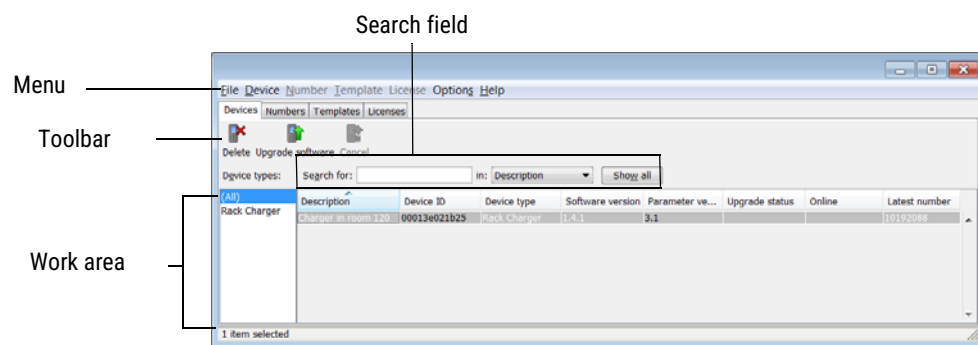 Search field
Menu
File Device Number Template License Options Help
Devices Numbers Templates Licenses
Toolbar
Delete Upgrade software Cancel
Device types: Search for: in: Description Show all
(All) Description Device ID Device type Software version Parameter ve... Upgrade status Online Latest number
Rack Charger Charger in room 120 00013e021b25 Rack Charger 1.4.1 3.1 10192088
Work area
1 item selected